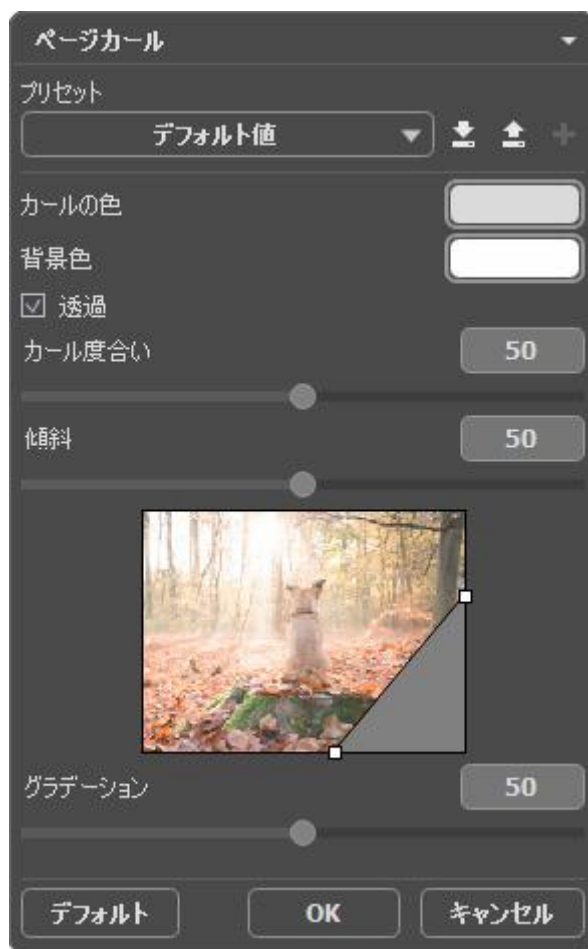 ページカール
プリセット
デフォルト値
カールの色
背景色
透過
カール度合い 50
傾斜 50
グラデーション 50
デフォルト OK キャンセル